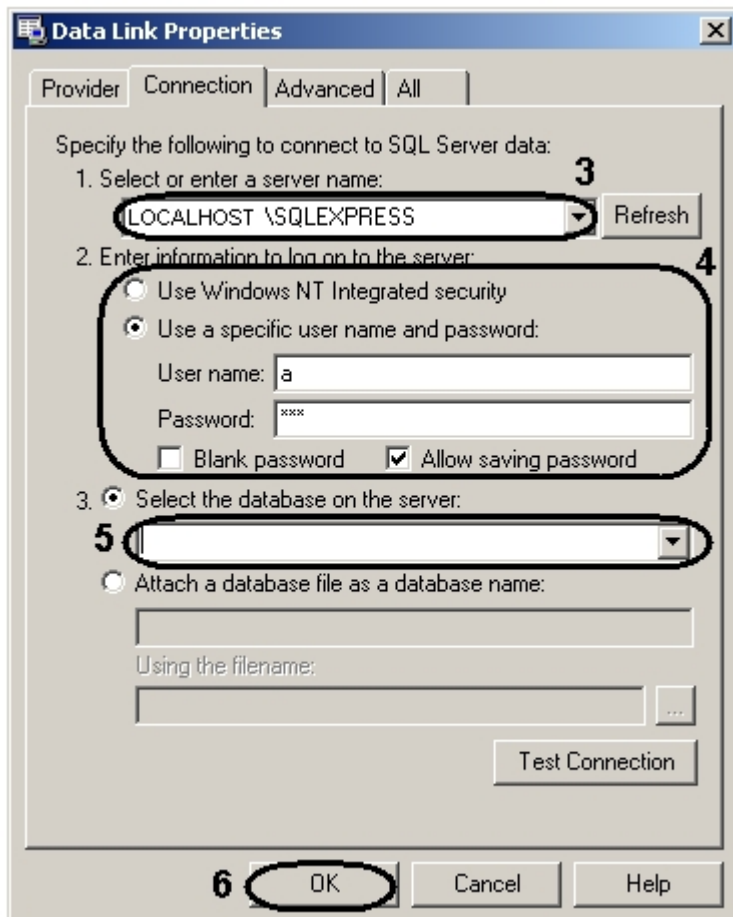 Data Link Properties
Provider Connection Advanced All
Specify the following to connect to SQL Server data:
1. Select or enter a server name: 3
LOCALHOST \SQLEXPRESS Refresh
2. Enter information to log on to the server: 4
Use Windows NT Integrated security
Use a specific user name and password:
User name: a
Password: ***
Blank password Allow saving password
3. Select the database on the server:
5
Attach a database file as a database name:
Using the filename:
...
Test Connection
6 OK Cancel Help